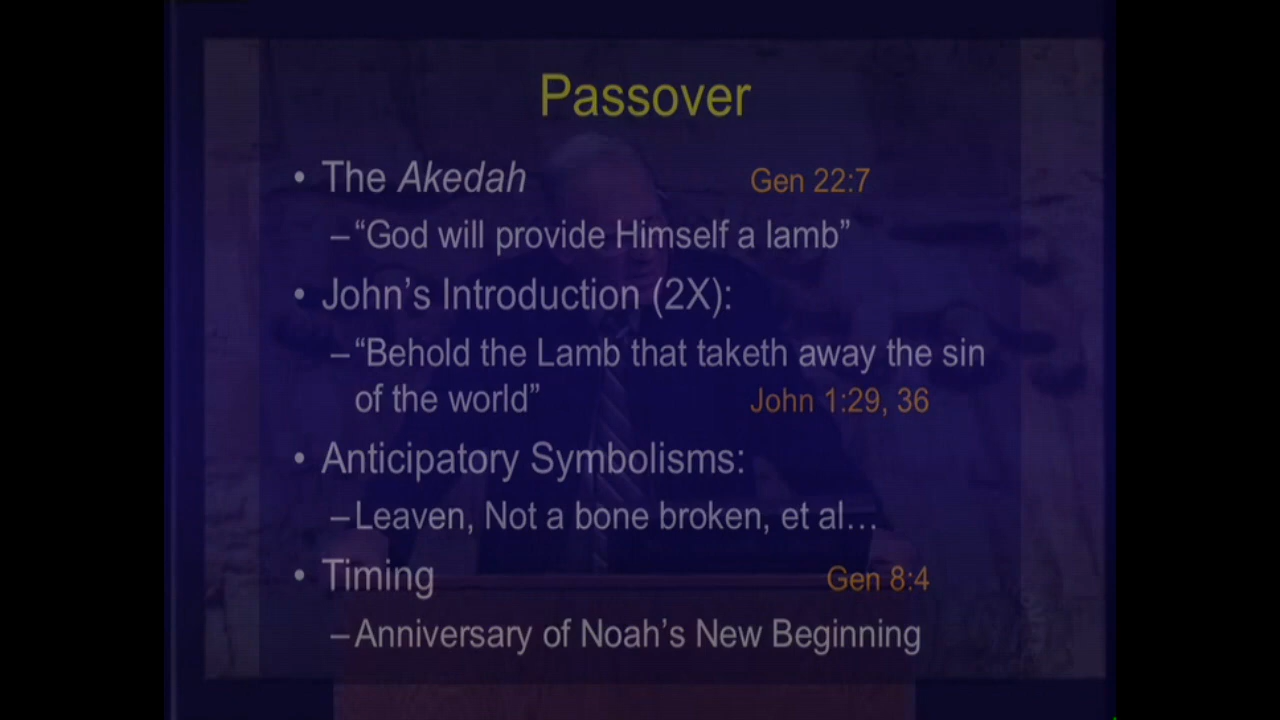 Passover
• The Akedah Gen 22:7
–“God will provide Himself a lamb”
• John’s Introduction (2X):
–“Behold the Lamb that taketh away the sin
of the world” John 1:29, 36
• Anticipatory Symbolisms:
–Leaven, Not a bone broken, et al…
• Timing Gen 8:4
–Anniversary of Noah’s New Beginning